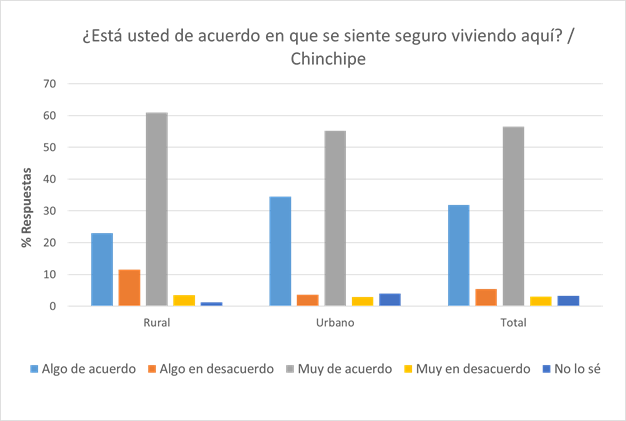 ¿Está usted de acuerdo en que se siente seguro viviendo aquí? /
Chinchipe
% Respuestas
70
60
50
40
30
20
10
0
Rural
Urbano
Total
Algo de acuerdo
Algo en desacuerdo
Muy de acuerdo
Muy en desacuerdo
No lo sé